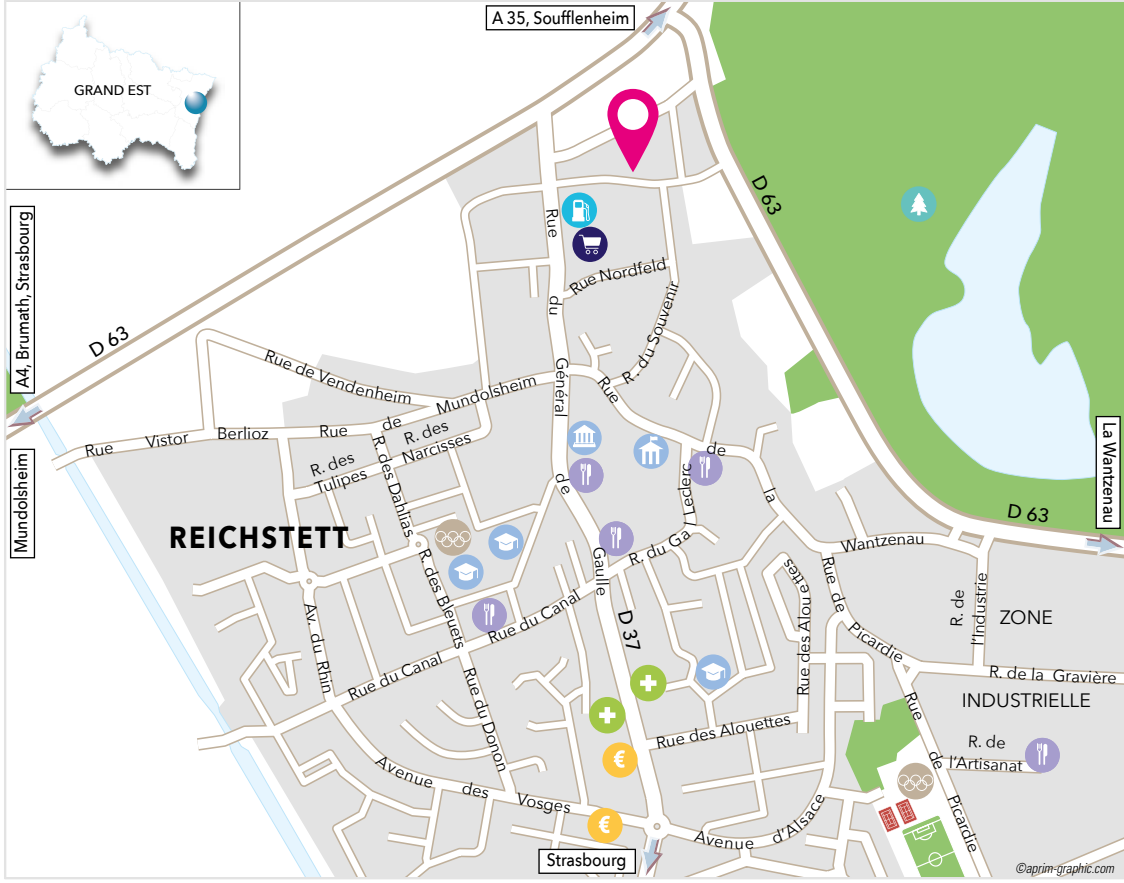 A 35, Soufflenheim
GRAND EST
D 63
A4, Brumath, Strasbourg
Rue
du
Rue Nordfeld
D 63
R. du Souvenir
Rue de Vendenheim
Général
Mundolsheim
de
Rue
Rue
Vistor
Berlioz
Rue
R. des
Narcisses
R. des
Tulipes
R. des Dahlias
de
la
de
La Wantzenau
Mundolsheim
D 63
REICHSTETT
Leclerc
R. du Gal
Wantzenau
Gaulle
R. des Bleuets
Rue du Canal
Rue de
Picardie
R. de
l'Industrie
ZONE
D 37
Av. du Rhin
Rue du Canal
Rue des Alouettes
R. de la Gravière
INDUSTRIELLE
Rue du Donon
Rue des Alouettes
Rue
de
Picardie
R. de
l'Artisanat
Avenue
des
Vosges
€
€
Avenue
d'Alsace
Strasbourg
©aprim-graphic.com